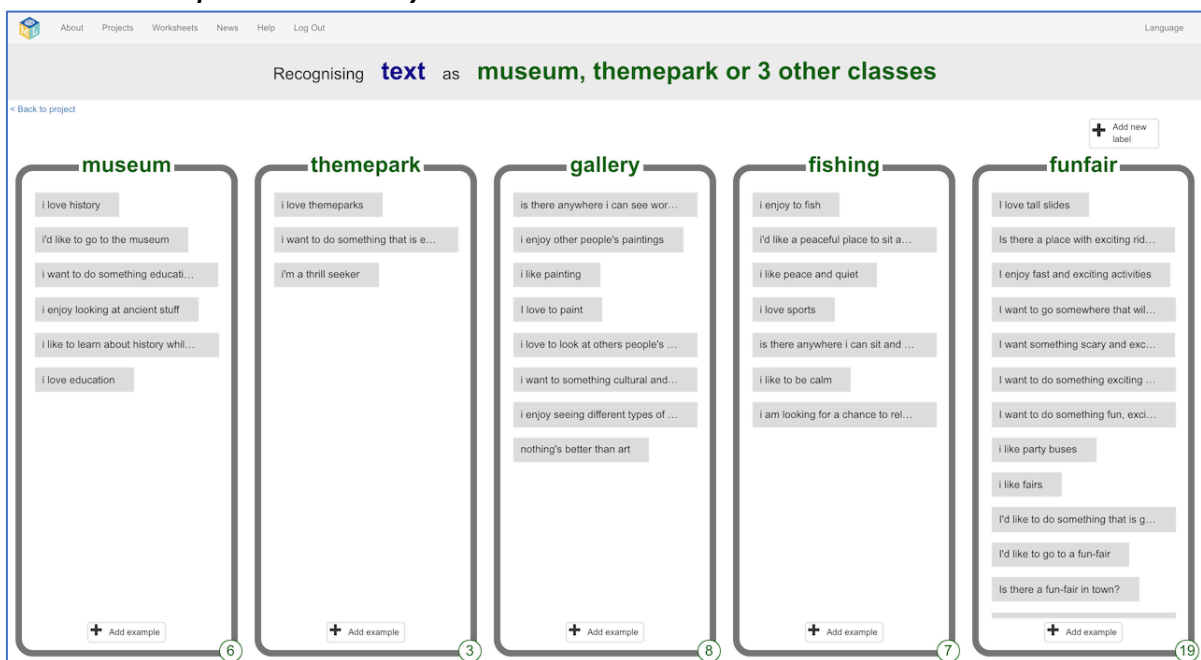 About Projects Worksheets News Help Log Out Language
Recognising text as museum, themepark or 3 other classes
< Back to project
Add new
label
museum
i love history
i'd like to go to the museum
i want to do something educati...
i enjoy looking at ancient stuff
i like to learn about history whil...
i love education
Add example
6
themepark
i love themeparks
i want to do something that is e...
i'm a thrill seeker
Add example
3
gallery
is there anywhere i can see wor...
i enjoy other people's paintings
i like painting
I love to paint
i love to look at others people's ...
i want to something cultural and...
i enjoy seeing different types of ...
nothing's better than art
Add example
8
fishing
i enjoy to fish
i'd like a peaceful place to sit a...
i like peace and quiet
i love sports
is there anywhere i can sit and ...
i like to be calm
i am looking for a chance to rel...
Add example
7
funfair
I love tall slides
Is there a place with exciting rid...
I enjoy fast and exciting activities
I want to go somewhere that wil...
I want something scary and exc...
I want to do something exciting ...
I want to do something fun, exci...
i like party buses
i like fairs
I'd like to do something that is g...
I'd like to go to a fun-fair
Is there a fun-fair in town?
Add example
19